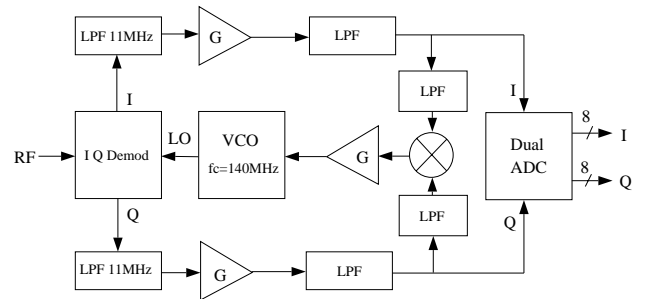 LPF 11MHz
G
LPF
LPF
I
I
8
I
RF
I Q Demod
LO
VCO
fc=140MHz
G
Dual
ADC
8
Q
Q
LPF
Q
LPF 11MHz
G
LPF